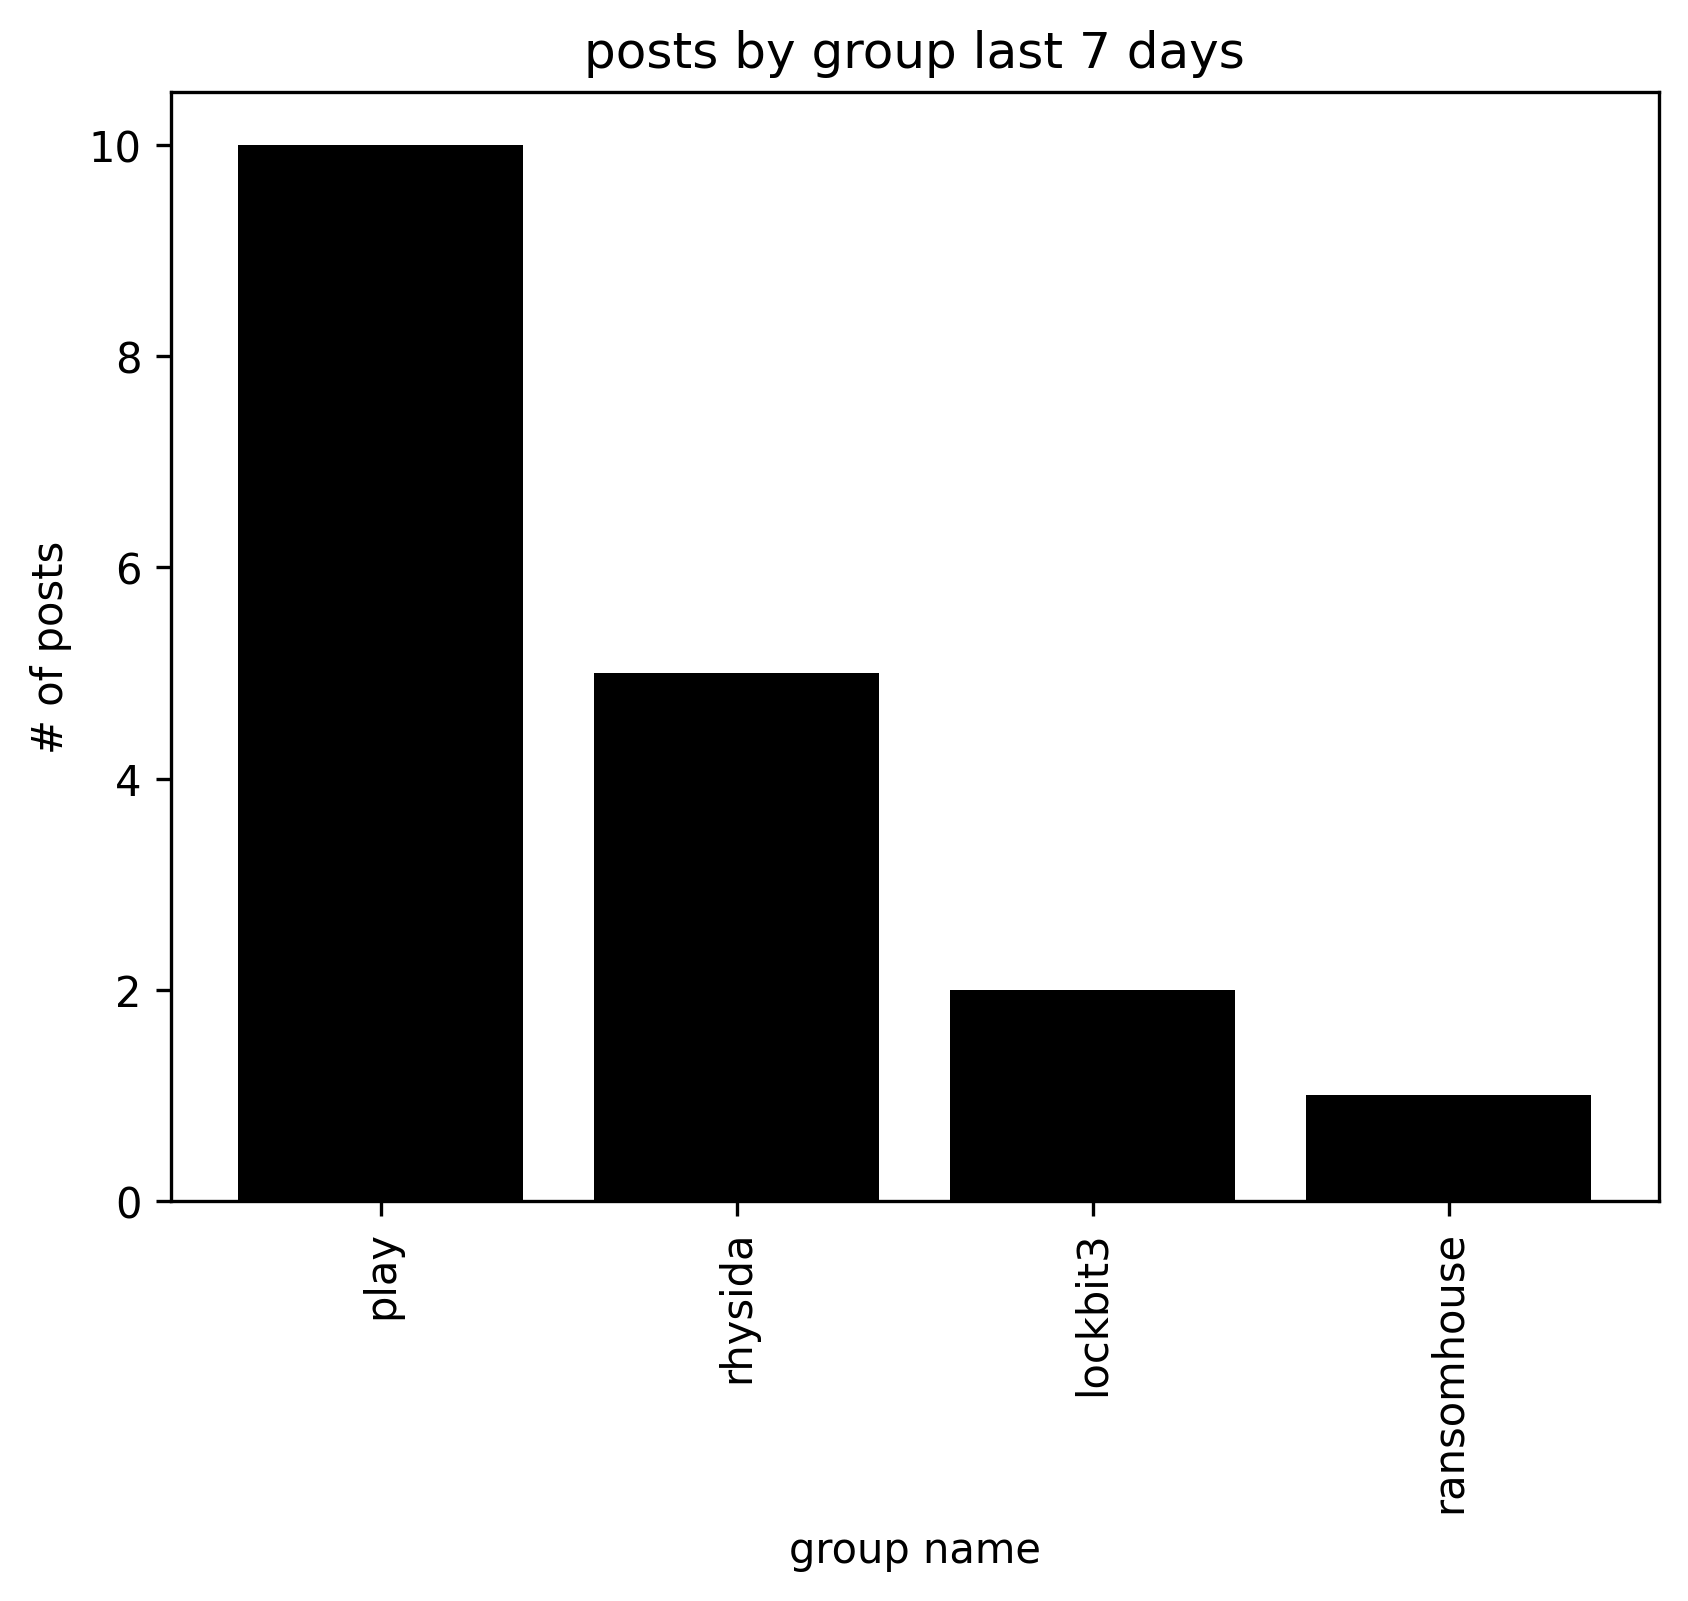 posts by group last 7 days
10
8
6
4
2
0
# of posts
play
rhysida
lockbit3
ransomhouse
group name